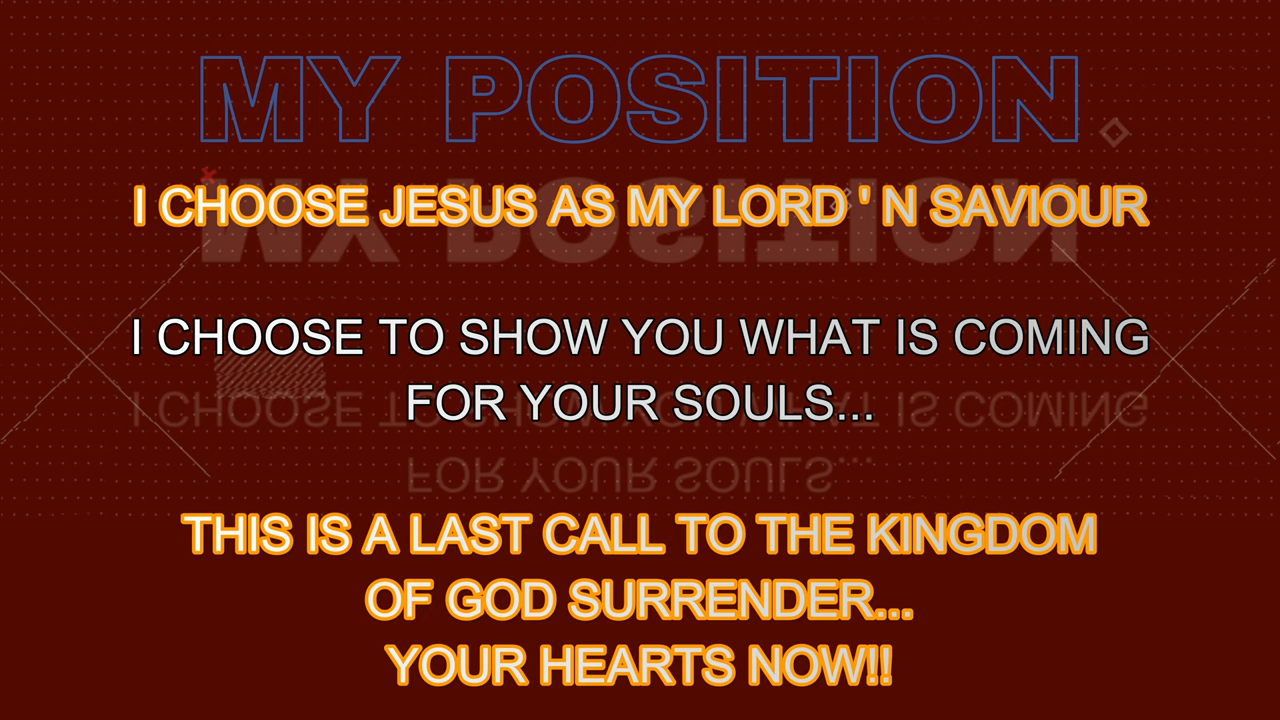 MY POSITION
I CHOOSE JESUS AS MY LORD ' N SAVIOUR
I CHOOSE TO SHOW YOU WHAT IS COMING
FOR YOUR SOULS...
THIS IS A LAST CALL TO THE KINGDOM
OF GOD SURRENDER...
YOUR HEARTS NOW!!